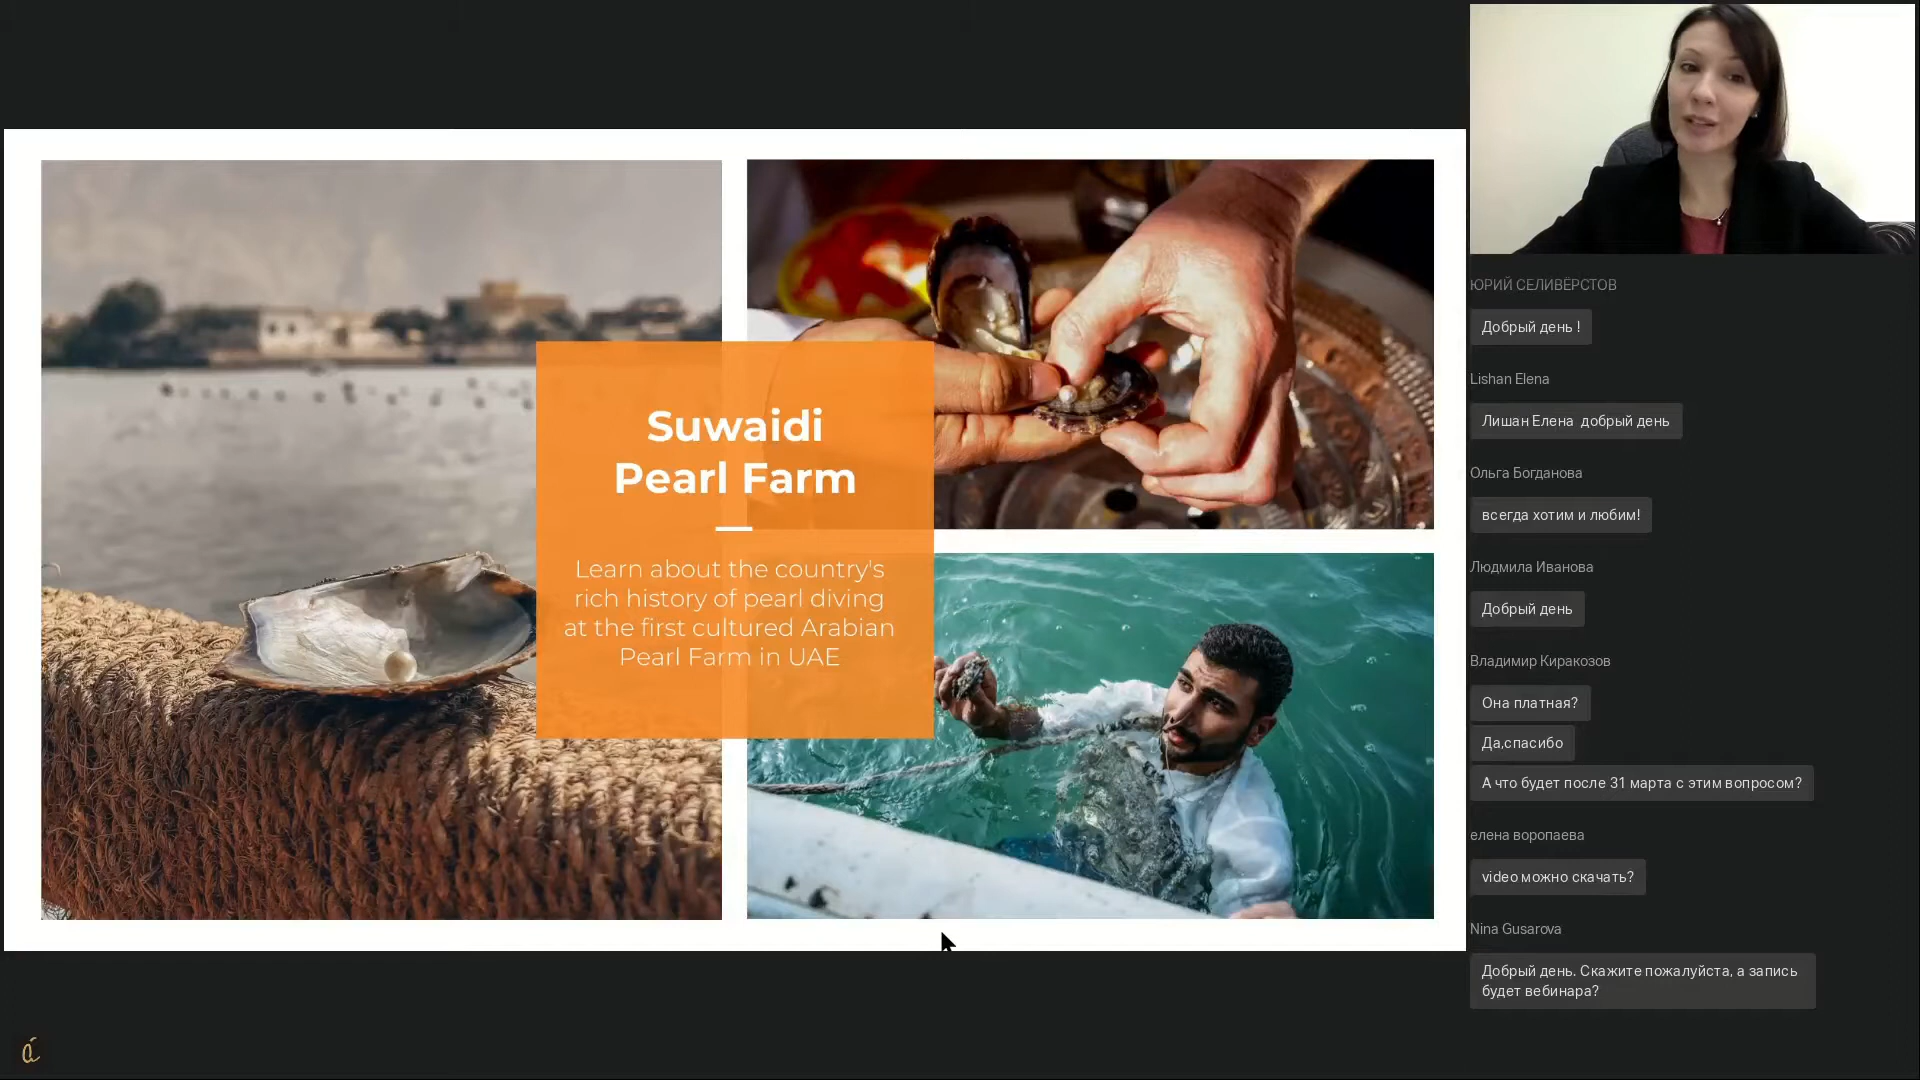 Suwaidi
Pearl Farm
Learn about the country's
rich history of pearl diving
at the first cultured Arabian
Pearl Farm in UAE
ЮРИЙ СЕЛИВЁРСТОВ
Добрый день !
Lishan Elena
Лишан Елена добрый день
Ольга Богданова
всегда хотим и любим!
Людмила Иванова
Добрый день
Владимир Киракозов
Она платная?
Да,спасибо
А что будет после 31 марта с этим вопросом?
елена воропаева
video можно скачать?
Nina Gusarova
Добрый день. Скажите пожалуйста, а запись
будет вебинара?
á